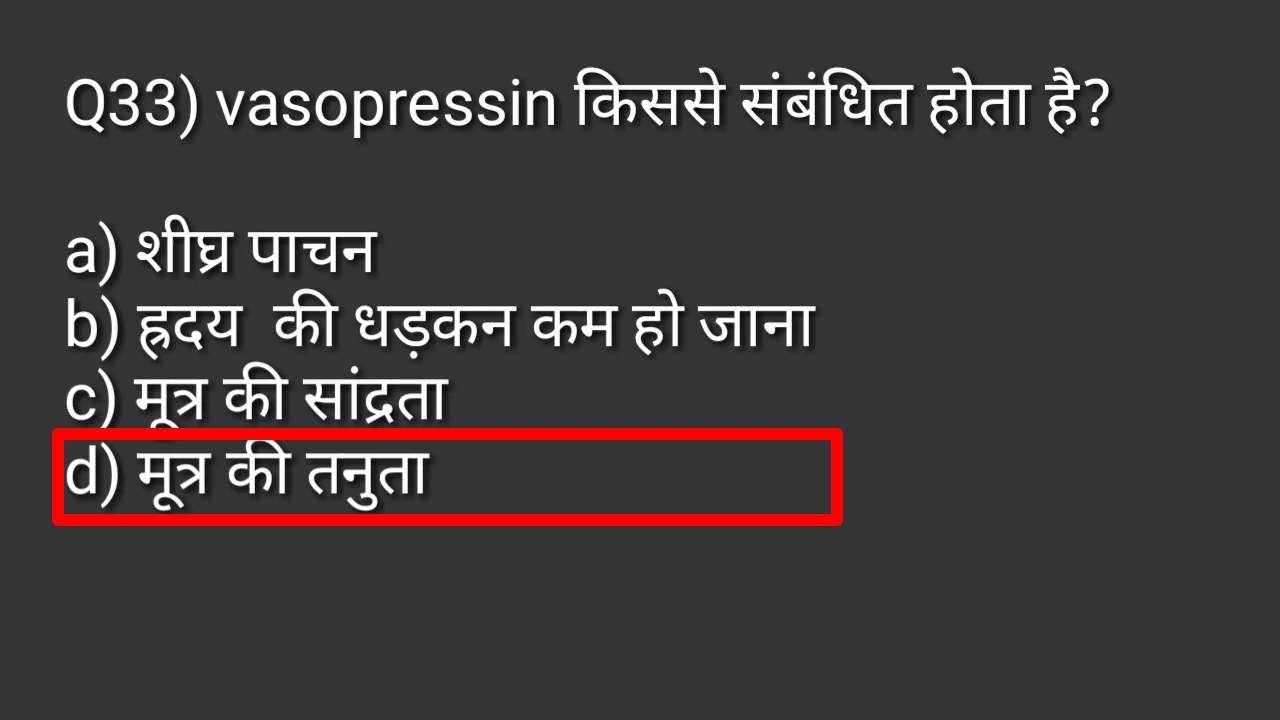 Q33) vasopressin किससे संबंधित होता है?
a) शीघ्र पाचन
b) ह्रदय की धड़कन कम हो जाना
c) मूत्र की सांद्रता
d) मूत्र की तनुता